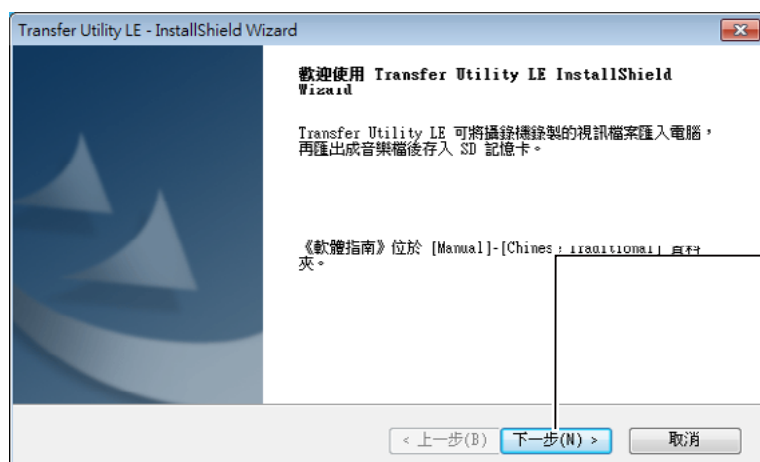 Transfer Utility LE - InstallShield Wizard
歡迎使用 Transfer Utility LE InstallShield
Wizard
Transfer Utility LE 可將攝錄機錄製的視訊檔案匯入電腦，
再匯出成音樂檔後存入 SD 記憶卡。
《軟體指南》位於 [Manual]-[Chinese, Traditional] 資料
夾。
< 上一步(B)
下一步(N) >
取消